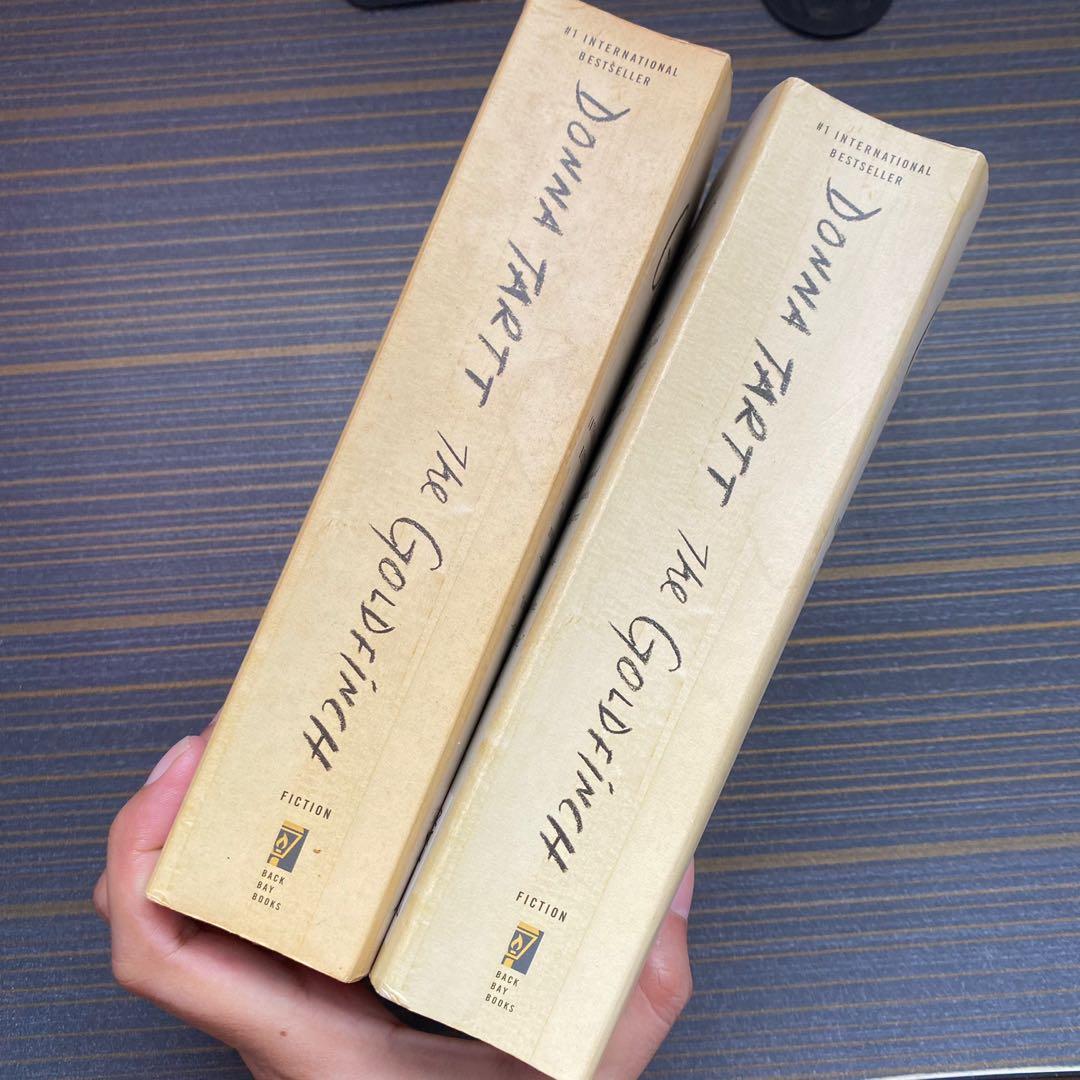 #1 INTERNATIONAL
BESTSELLER
DONNA TARTT The GOLDFINCH
FICTION
BACK
BAY
BOOKS
#1 INTERNATIONAL
BESTSELLER
DONNA TARTT The GOLDFINCH
FICTION
BACK
BAY
BOOKS